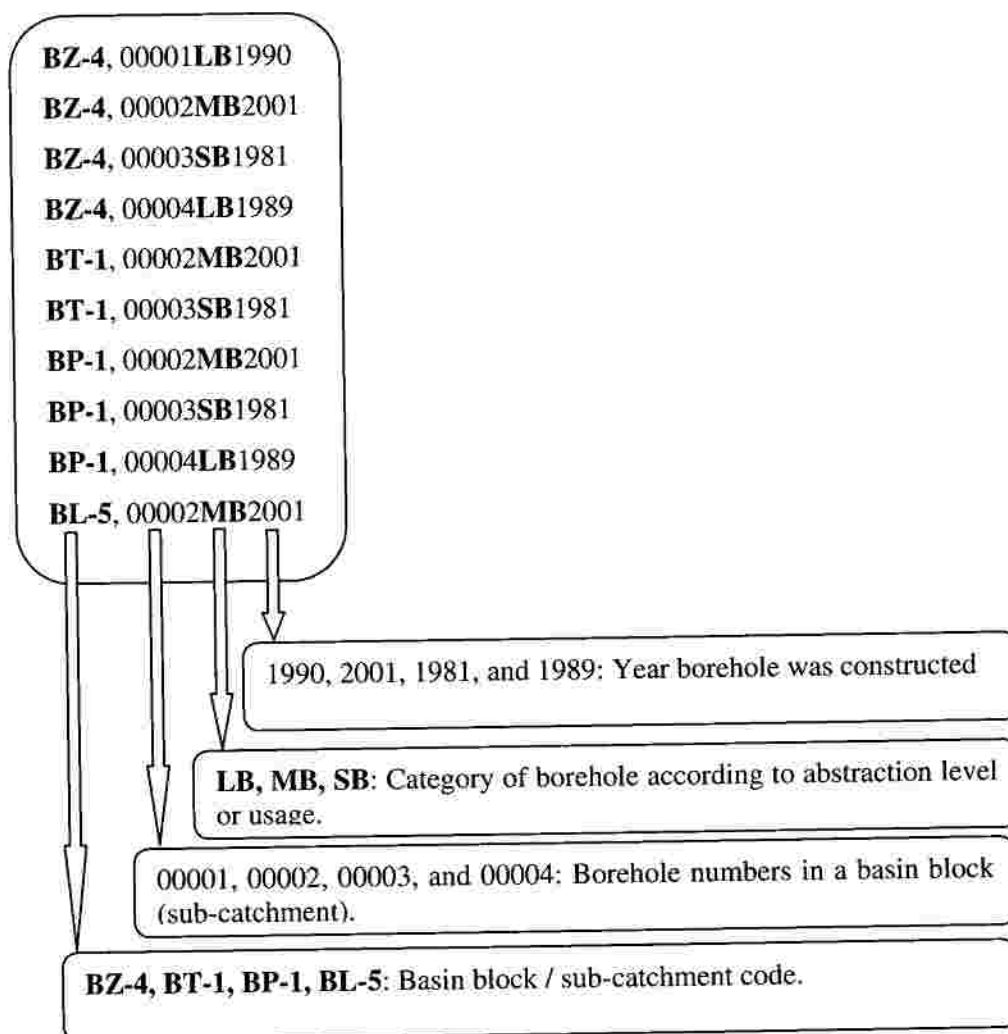 BZ-4, 00001LB1990
BZ-4, 00002MB2001
BZ-4, 00003SB1981
BZ-4, 00004LB1989
BT-1, 00002MB2001
BT-1, 00003SB1981
BP-1, 00002MB2001
BP-1, 00003SB1981
BP-1, 00004LB1989
BL-5, 00002MB2001
1990, 2001, 1981, and 1989: Year borehole was constructed
LB, MB, SB: Category of borehole according to abstraction level
or usage.
00001, 00002, 00003, and 00004: Borehole numbers in a basin block
(sub-catchment).
BZ-4, BT-1, BP-1, BL-5: Basin block / sub-catchment code.